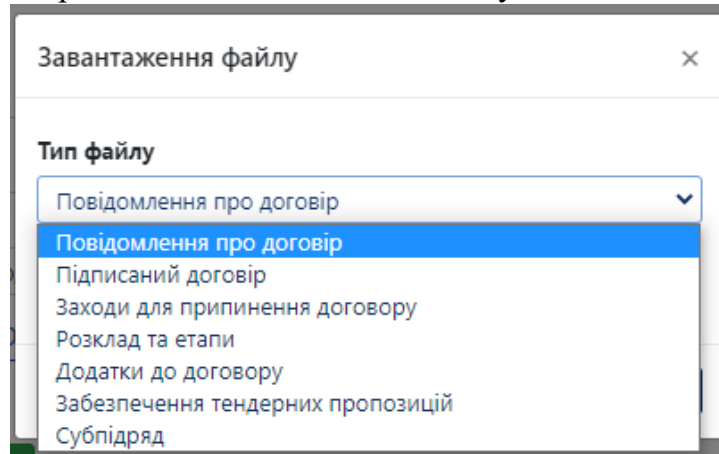 Завантаження файлу ×
Тип файлу
Повідомлення про договір
Повідомлення про договір
Підписаний договір
Заходи для припинення договору
Розклад та етапи
Додатки до договору
Забезпечення тендерних пропозицій
Субпідряд